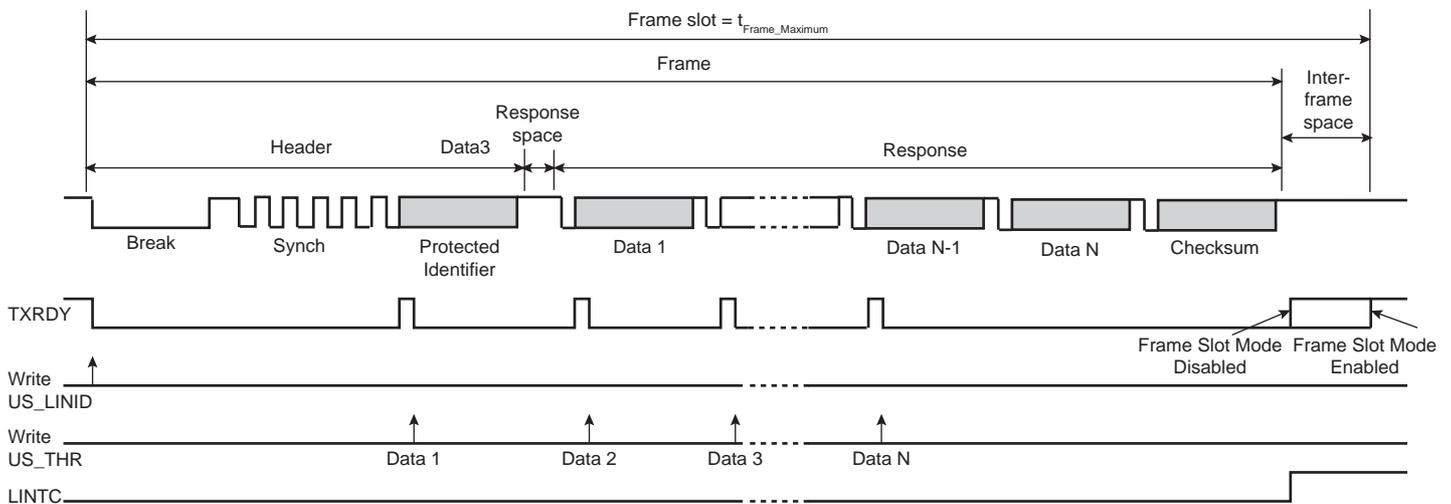 Frame slot = tFrame_Maximum
Frame
Inter-
frame
space
Response
space
Header
Data3
Response
Break
Synch
Protected
Identifier
Data 1
Data N-1
Data N
Checksum
TXRDY
Frame Slot Mode
Disabled
Frame Slot Mode
Enabled
Write
US_LINID
Write
US_THR
Data 1
Data 2
Data 3
Data N
LINTC